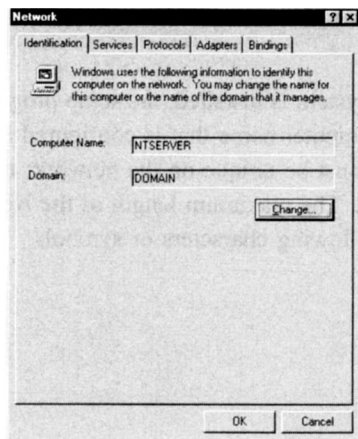 Network
Identification Services Protocols Adapters Bindings
Windows uses the following information to identify this
computer on the network. You may change the name for
this computer or the name of the domain that it manages.
Computer Name: NTSERVER
Domain: DOMAIN
Change...
OK Cancel